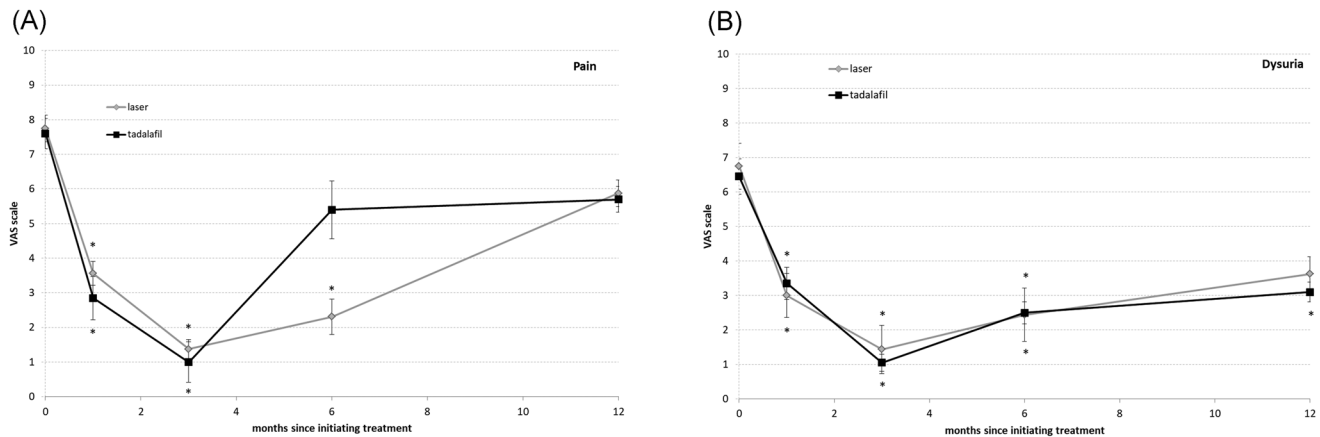 (A)
Pain
laser
tadalafil
VAS scale
10
9
8
7
6
5
4
3
2
1
0
* * * * *
0 2 4 6 8 10 12
months since initiating treatment
(B)
Dysuria
laser
tadalafil
VAS scale
10
9
8
7
6
5
4
3
2
1
0
* * * * * * *
0 2 4 6 8 10 12
months since initiating treatment